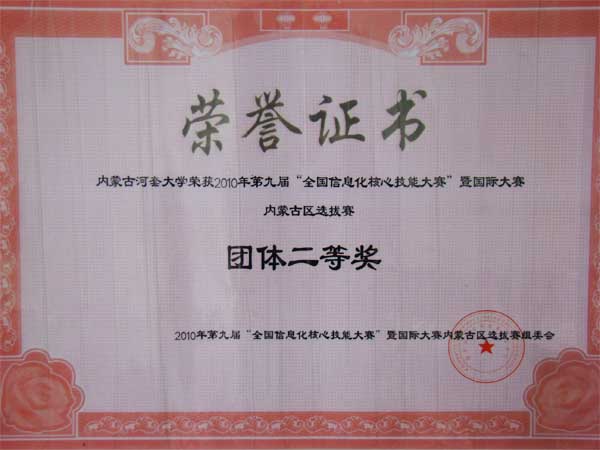 荣誉证书
内蒙古河套大学荣获2010年第九届“全国信息化核心技能大赛”暨国际大赛
内蒙古区选拔赛
团体二等奖
2010年第九届“全国信息化核心技能大赛”暨国际大赛内蒙古区选拔赛组委会